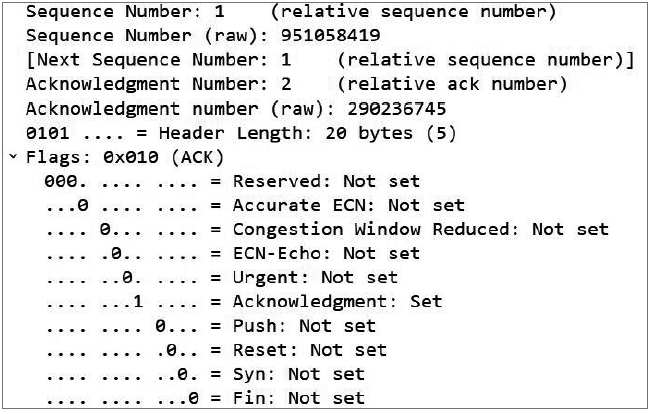 Sequence Number: 1    (relative sequence number)
Sequence Number (raw): 951058419
[Next Sequence Number: 1    (relative sequence number)]
Acknowledgment Number: 2    (relative ack number)
Acknowledgment number (raw): 290236745
0101 .... = Header Length: 20 bytes (5)
Flags: 0x010 (ACK)
000. .... .... = Reserved: Not set
...0 .... .... = Accurate ECN: Not set
.... 0... .... = Congestion Window Reduced: Not set
.... .0.. .... = ECN-Echo: Not set
.... ..0. .... = Urgent: Not set
.... ...1 .... = Acknowledgment: Set
.... .... 0... = Push: Not set
.... .... .0.. = Reset: Not set
.... .... ..0. = Syn: Not set
.... .... ...0 = Fin: Not set